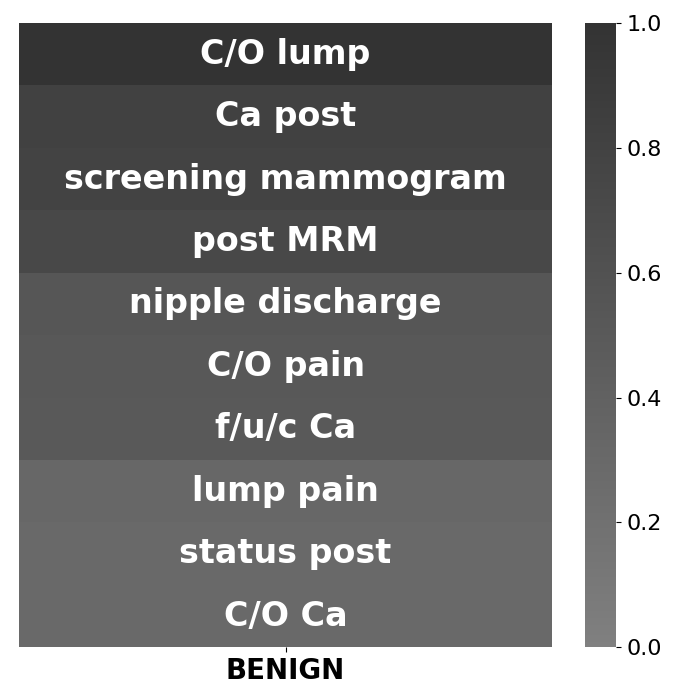 C/O lump
Ca post
screening mammogram
post MRM
nipple discharge
C/O pain
f/u/c Ca
lump pain
status post
C/O Ca
BENIGN
1.0
0.8
0.6
0.4
0.2
0.0